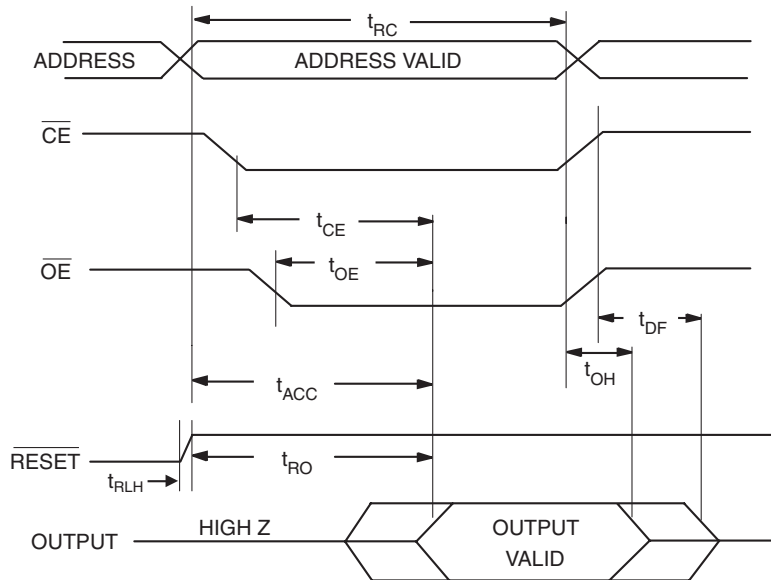 tRC
ADDRESS
ADDRESS VALID
CE
tCE
OE
tOE
tDF
tOH
tACC
RESET
tRO
tRLH
OUTPUT
HIGH Z
OUTPUT
VALID